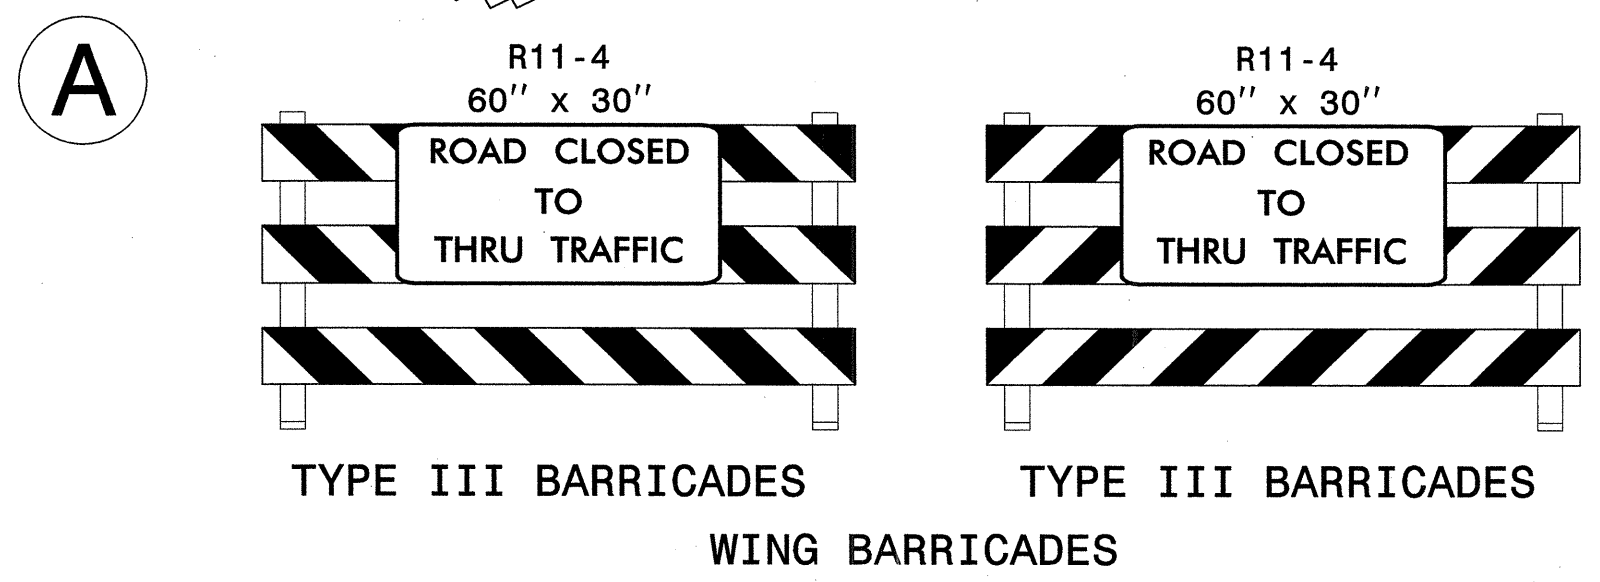 A
R11-4
60" x 30"
ROAD CLOSED
TO
THRU TRAFFIC
TYPE III BARRICADES
R11-4
60" x 30"
ROAD CLOSED
TO
THRU TRAFFIC
TYPE III BARRICADES
WING BARRICADES